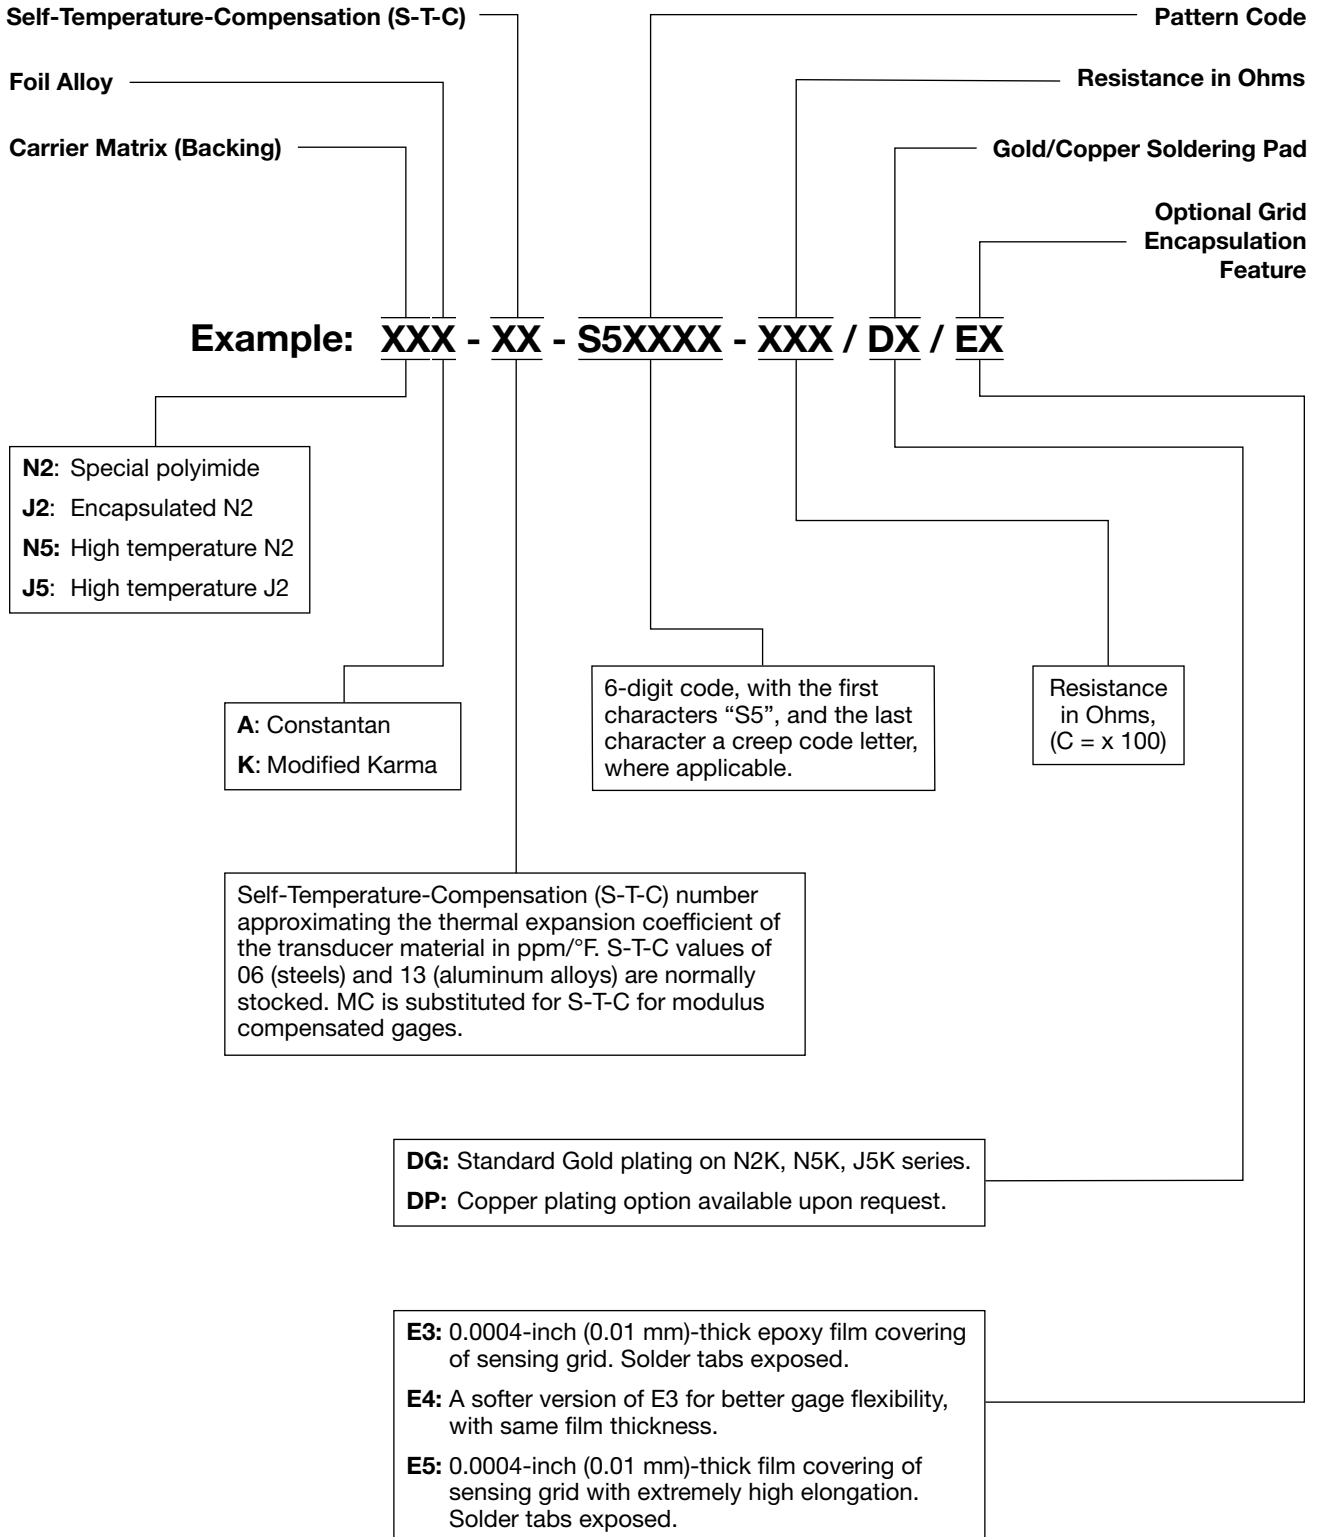 Self-Temperature-Compensation (S-T-C)
Pattern Code
Foil Alloy
Resistance in Ohms
Carrier Matrix (Backing)
Gold/Copper Soldering Pad
Optional Grid
Encapsulation
Feature
Example: XXX - XX - S5XXXX - XXX / DX / EX
N2: Special polyimide
J2: Encapsulated N2
N5: High temperature N2
J5: High temperature J2
A: Constantan
K: Modified Karma
6-digit code, with the first
characters “S5”, and the last
character a creep code letter,
where applicable.
Resistance
in Ohms,
(C = x 100)
Self-Temperature-Compensation (S-T-C) number
approximating the thermal expansion coefficient of
the transducer material in ppm/°F. S-T-C values of
06 (steels) and 13 (aluminum alloys) are normally
stocked. MC is substituted for S-T-C for modulus
compensated gages.
DG: Standard Gold plating on N2K, N5K, J5K series.
DP: Copper plating option available upon request.
E3: 0.0004-inch (0.01 mm)-thick epoxy film covering
of sensing grid. Solder tabs exposed.
E4: A softer version of E3 for better gage flexibility,
with same film thickness.
E5: 0.0004-inch (0.01 mm)-thick film covering of
sensing grid with extremely high elongation.
Solder tabs exposed.